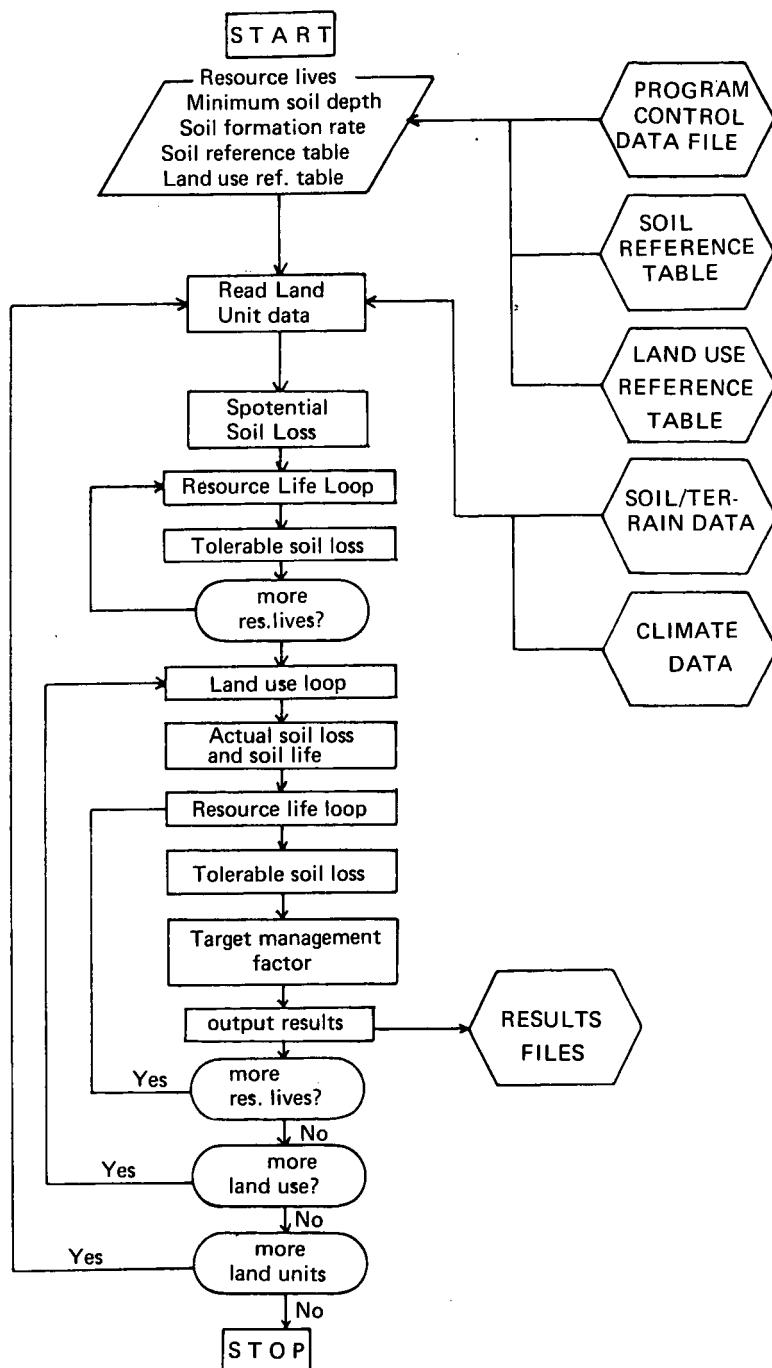 START
Resource lives
Minimum soil depth
Soil formation rate
Soil reference table
Land use ref. table
PROGRAM
CONTROL
DATA FILE
SOIL
REFERENCE
TABLE
LAND USE
REFERENCE
TABLE
Read Land
Unit data
Spotential
Soil Loss
Resource Life Loop
Tolerable soil loss
more
res.lives?
SOIL/TER-
RAIN DATA
CLIMATE
DATA
Land use loop
Actual soil loss
and soil life
Resource life loop
Tolerable soil loss
Target management
factor
output results
RESULTS
FILES
Yes
more
res. lives?
No
Yes
more
land use?
No
Yes
more
land units
No
STOP